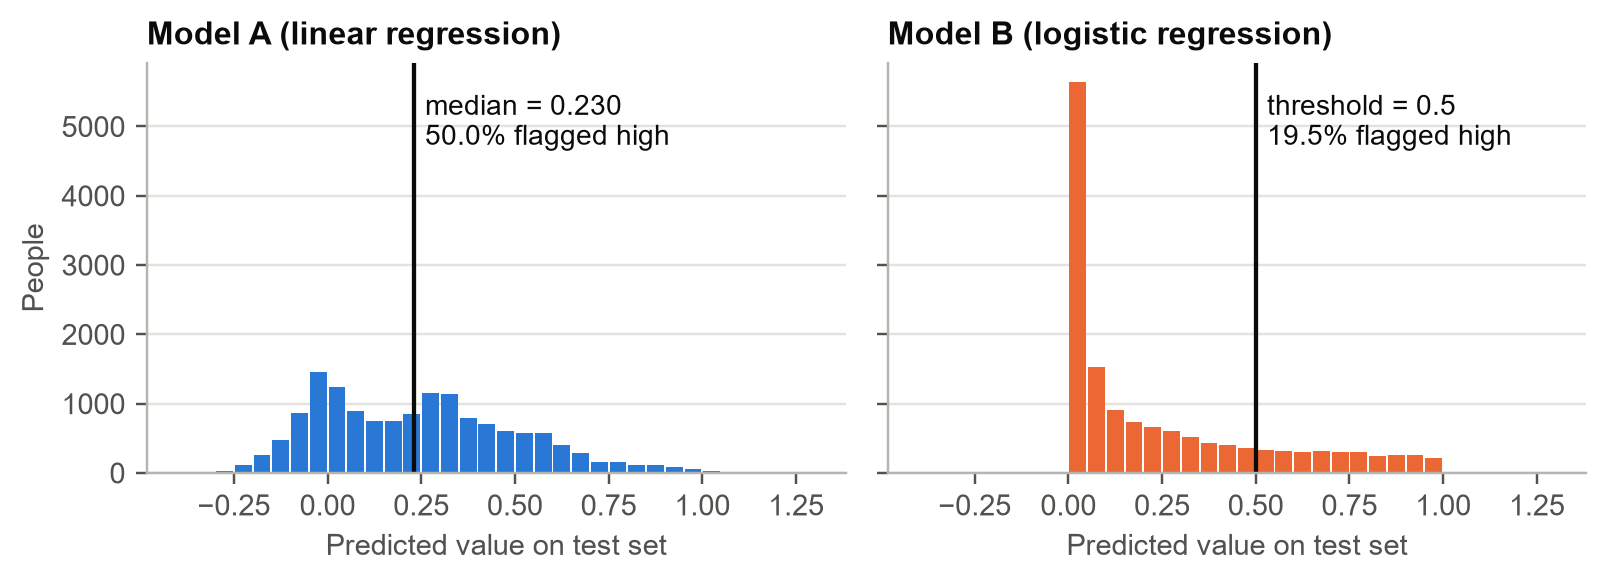 Model A (linear regression)
Model B (logistic regression)
median = 0.230
50.0% flagged high
threshold = 0.5
19.5% flagged high
People
5000
4000
3000
2000
1000
0
−0.25 0.00 0.25 0.50 0.75 1.00 1.25
−0.25 0.00 0.25 0.50 0.75 1.00 1.25
Predicted value on test set
Predicted value on test set